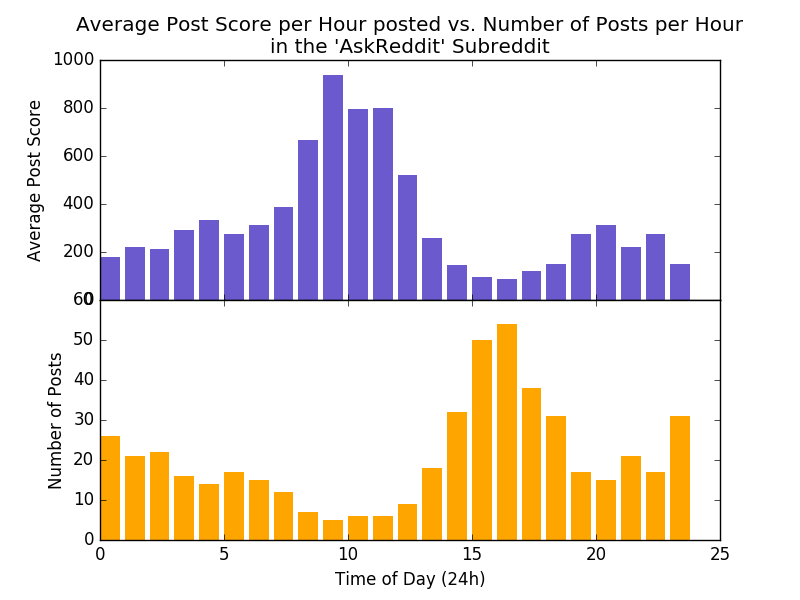 Average Post Score per Hour posted vs. Number of Posts per Hour
in the 'AskReddit' Subreddit
1000
800
600
400
200
0
Average Post Score
60
50
40
30
20
10
0
Number of Posts
0 5 10 15 20 25
Time of Day (24h)